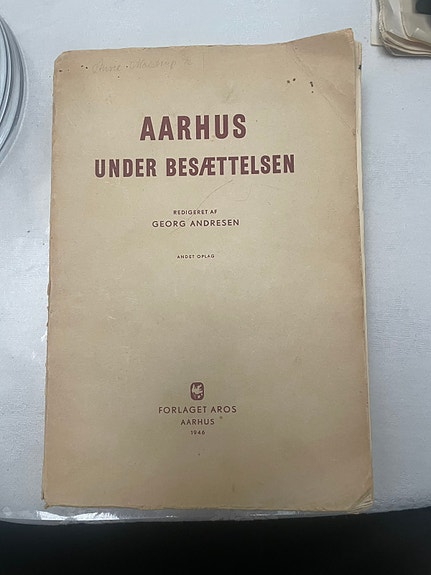 AARHUS
UNDER BESÆTTELSEN
REDIGERET AF
GEORG ANDRESEN
ANDET OPLAG
FORLAGET AROS
AARHUS
1946